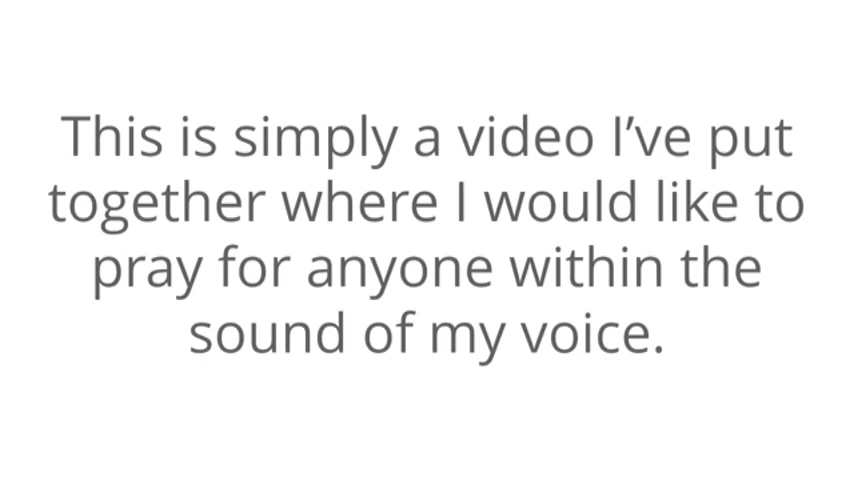 This is simply a video I’ve put
together where I would like to
pray for anyone within the
sound of my voice.